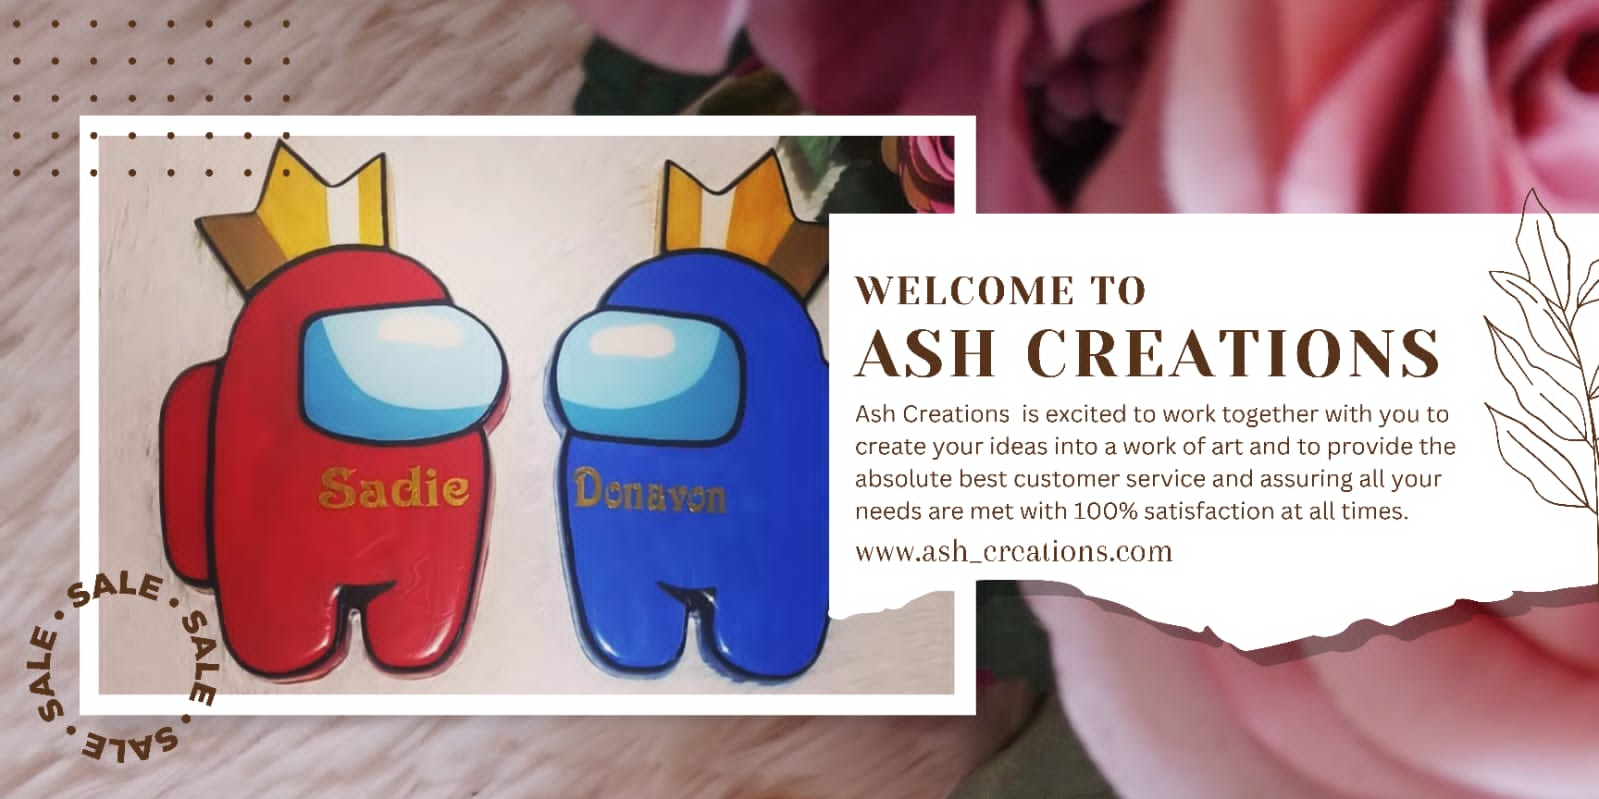 Sadie
Donavon
WELCOME TO
ASH CREATIONS
Ash Creations is excited to work together with you to
create your ideas into a work of art and to provide the
absolute best customer service and assuring all your
needs are met with 100% satisfaction at all times.
www.ash_creations.com
SALE • SALE • SALE • SALE •